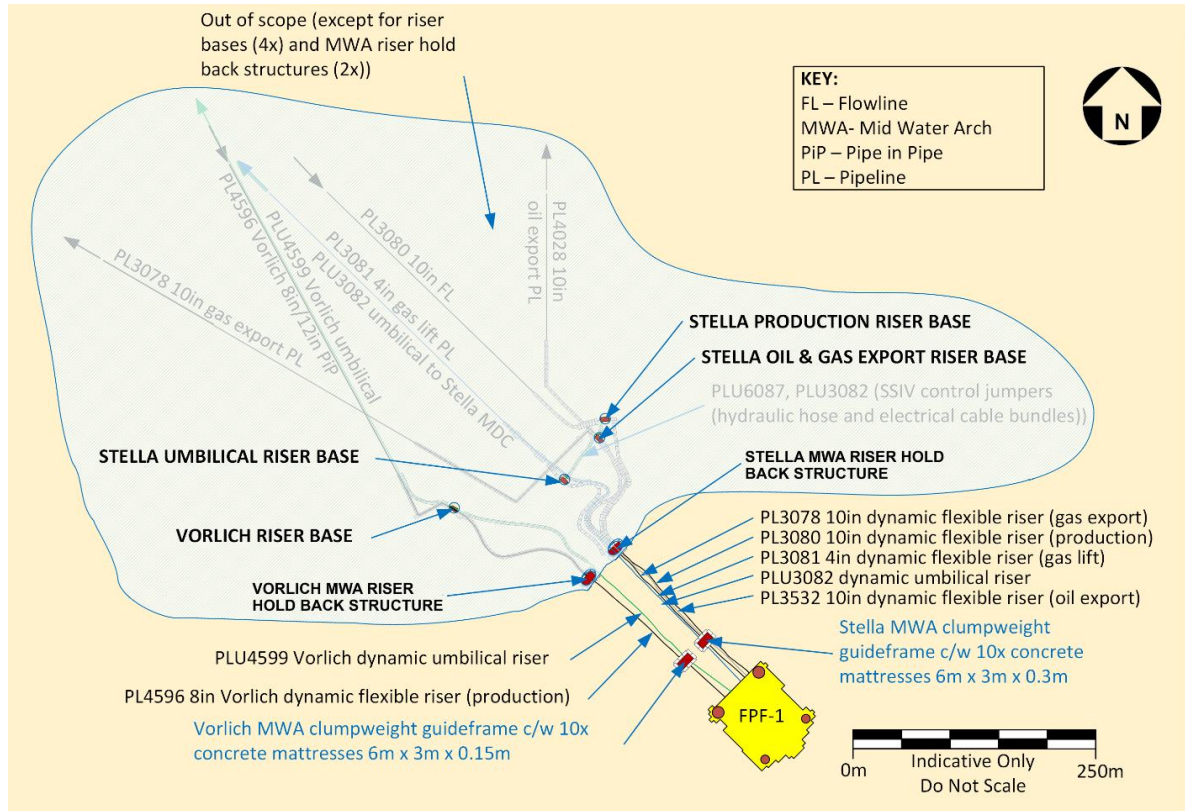 Out of scope (except for riser
bases (4x) and MWA riser hold
back structures (2x))
KEY:
FL – Flowline
MWA- Mid Water Arch
PiP – Pipe in Pipe
PL – Pipeline
N
PL3078 10in gas export PL
PL4596 Vorlich 8in/12in PiP
PLU4599 Vorlich umbilical
PL3081 4in gas lift PL
PLU3082 umbilical to Stella MDC
PL3080 10in FL
PL4028 10in
oil export PL
STELLA PRODUCTION RISER BASE
STELLA OIL & GAS EXPORT RISER BASE
PLU6087, PLU3082 (SSIV control jumpers
(hydraulic hose and electrical cable bundles))
STELLA UMBILICAL RISER BASE
STELLA MWA RISER HOLD
BACK STRUCTURE
VORLICH RISER BASE
VORLICH MWA RISER
HOLD BACK STRUCTURE
PL3078 10in dynamic flexible riser (gas export)
PL3080 10in dynamic flexible riser (production)
PL3081 4in dynamic flexible riser (gas lift)
PLU3082 dynamic umbilical riser
PL3532 10in dynamic flexible riser (oil export)
Stella MWA clumpweight
guideframe c/w 10x concrete
mattresses 6m x 3m x 0.3m
PLU4599 Vorlich dynamic umbilical riser
PL4596 8in Vorlich dynamic flexible riser (production)
Vorlich MWA clumpweight guideframe c/w 10x
concrete mattresses 6m x 3m x 0.15m
FPF-1
0m
Indicative Only
Do Not Scale
250m